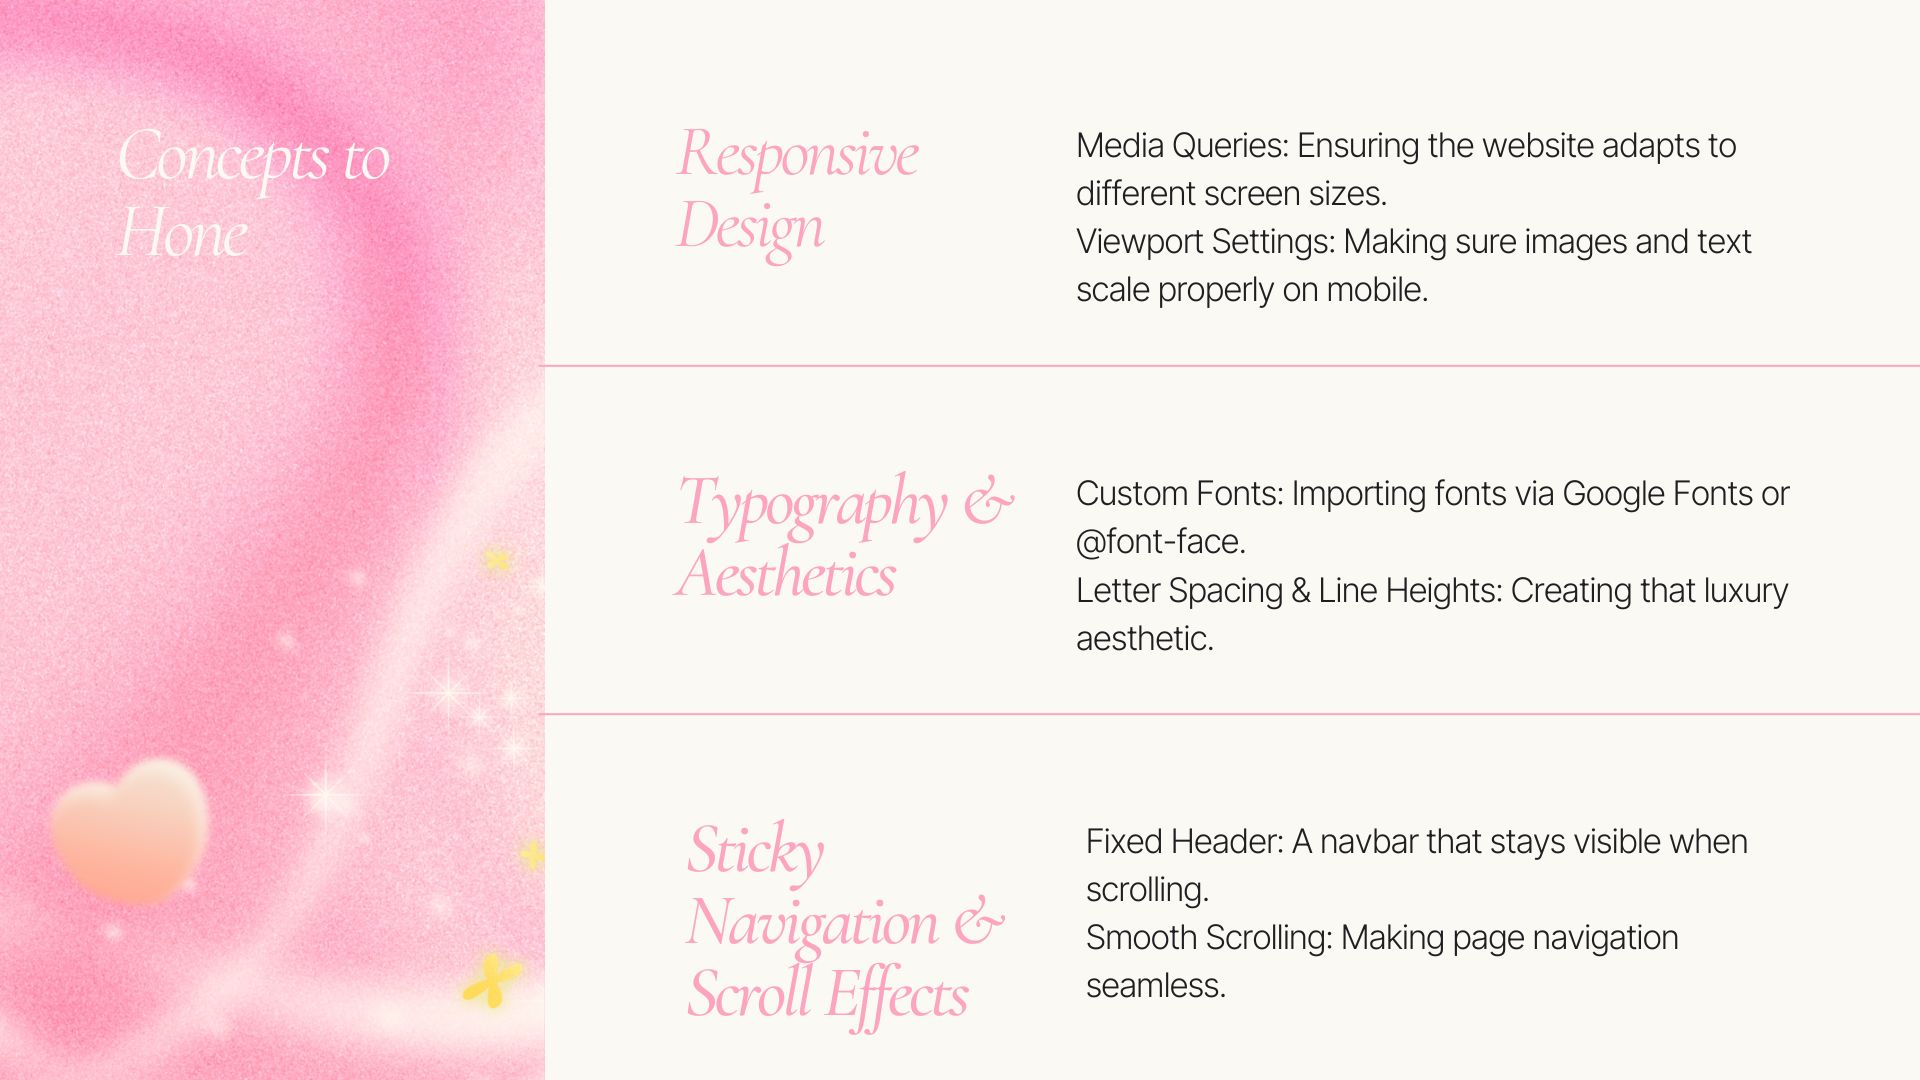 Concepts to
Hone
Responsive
Design
Media Queries: Ensuring the website adapts to
different screen sizes.
Viewport Settings: Making sure images and text
scale properly on mobile.
Typography &
Aesthetics
Custom Fonts: Importing fonts via Google Fonts or
@font-face.
Letter Spacing & Line Heights: Creating that luxury
aesthetic.
Sticky
Navigation &
Scroll Effects
Fixed Header: A navbar that stays visible when
scrolling.
Smooth Scrolling: Making page navigation
seamless.